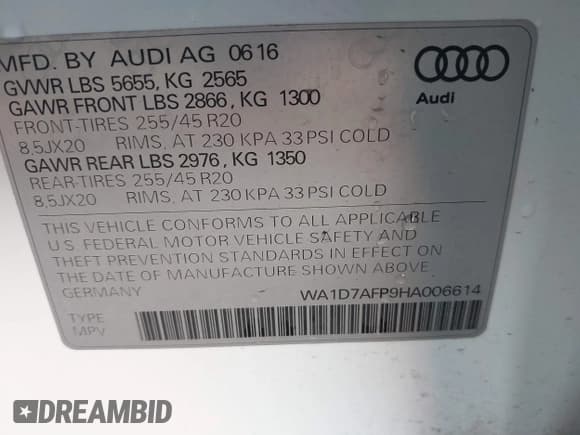 MFD. BY AUDI AG 06 16
GVWR LBS 5655, KG 2565
GAWR FRONT LBS 2866, KG 1300
FRONT-TIRES 255/45 R20
8,5JX20 RIMS, AT 230 KPA 33 PSI COLD
GAWR REAR LBS 2976, KG 1350
REAR-TIRES 255/45 R20
8,5JX20 RIMS, AT 230 KPA 33 PSI COLD
Audi
THIS VEHICLE CONFORMS TO ALL APPLICABLE
U.S. FEDERAL MOTOR VEHICLE SAFETY AND
THEFT PREVENTION STANDARDS IN EFFECT ON
THE DATE OF MANUFACTURE SHOWN ABOVE
GERMANY WA1D7AFP9HA006614
TYPE
MPV
DREAMBID